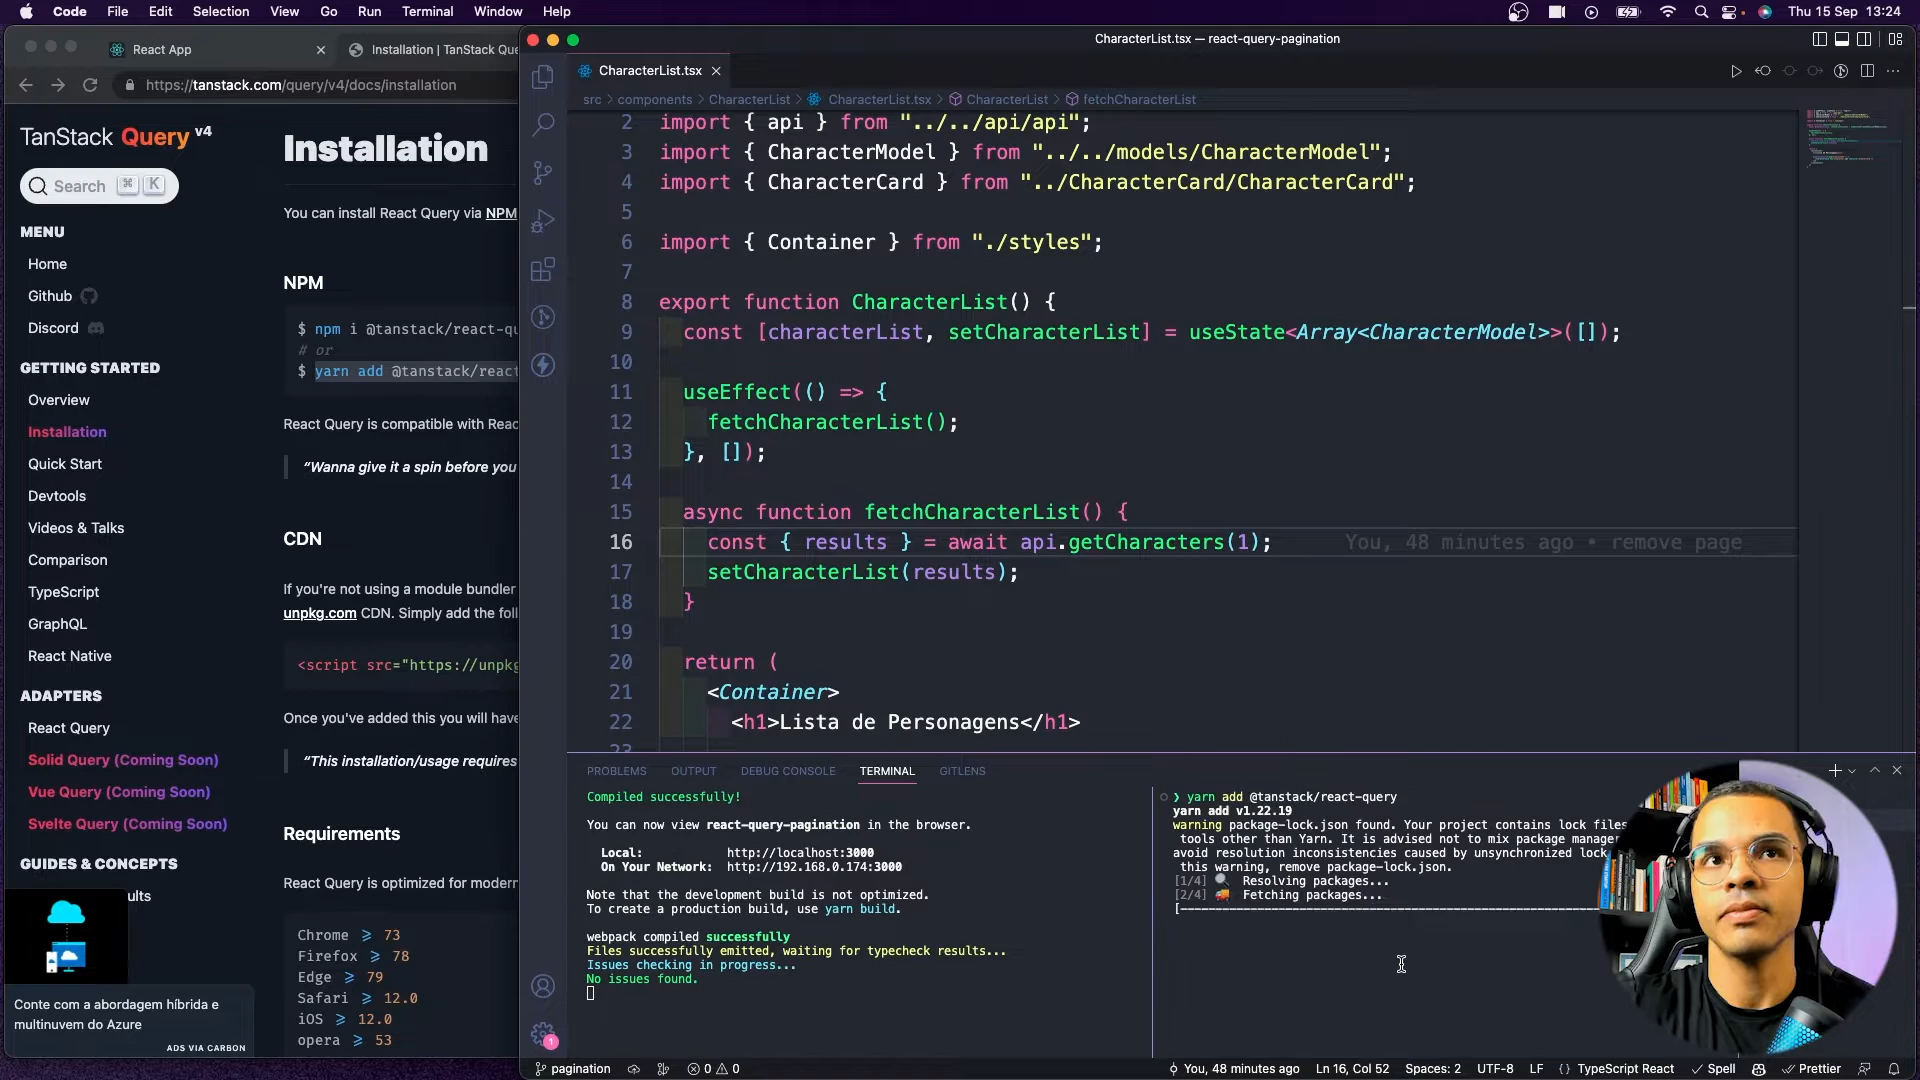 Code File Edit Selection View Go Run Terminal Window Help
Thu 15 Sep 13:24
React App
Installation | TanStack Que
https://tanstack.com/query/v4/docs/installation
TanStack Query v4
Search ⌘ K
MENU
Home
Github
Discord
GETTING STARTED
Overview
Installation
Quick Start
Devtools
Videos & Talks
Comparison
TypeScript
GraphQL
React Native
ADAPTERS
React Query
Solid Query (Coming Soon)
Vue Query (Coming Soon)
Svelte Query (Coming Soon)
GUIDES & CONCEPTS
ults
Conte com a abordagem híbrida e
multinuvem do Azure
ADS VIA CARBON
Installation
You can install React Query via NPM
NPM
$ npm i @tanstack/react-qu
# or
$ yarn add @tanstack/react
React Query is compatible with Reac
“Wanna give it a spin before you
CDN
If you're not using a module bundler
unpkg.com CDN. Simply add the foll
<script src="https://unpkg
Once you've added this you will have
“This installation/usage requires
Requirements
React Query is optimized for modern
Chrome ≥ 73
Firefox ≥ 78
Edge ≥ 79
Safari ≥ 12.0
iOS ≥ 12.0
opera ≥ 53
CharacterList.tsx — react-query-pagination
CharacterList.tsx
src > components > CharacterList > CharacterList.tsx > CharacterList > fetchCharacterList
2 import { api } from "../../api/api";
3 import { CharacterModel } from "../../models/CharacterModel";
4 import { CharacterCard } from "../CharacterCard/CharacterCard";
5
6 import { Container } from "./styles";
7
8 export function CharacterList() {
9 const [characterList, setCharacterList] = useState<Array<CharacterModel>>([]);
10
11 useEffect(() => {
12 fetchCharacterList();
13 }, []);
14
15 async function fetchCharacterList() {
16 const { results } = await api.getCharacters(1); You, 48 minutes ago • remove page
17 setCharacterList(results);
18 }
19
20 return (
21 <Container>
22 <h1>Lista de Personagens</h1>
23
PROBLEMS OUTPUT DEBUG CONSOLE TERMINAL GITLENS
Compiled successfully!
You can now view react-query-pagination in the browser.
Local: http://localhost:3000
On Your Network: http://192.168.0.174:3000
Note that the development build is not optimized.
To create a production build, use yarn build.
webpack compiled successfully
Files successfully emitted, waiting for typecheck results...
Issues checking in progress...
No issues found.
❯ yarn add @tanstack/react-query
yarn add v1.22.19
warning package-lock.json found. Your project contains lock files
tools other than Yarn. It is advised not to mix package manage
avoid resolution inconsistencies caused by unsynchronized lock
this warning, remove package-lock.json.
[1/4] Resolving packages...
[2/4] Fetching packages...
1
pagination
0 0
You, 48 minutes ago Ln 16, Col 52 Spaces: 2 UTF-8 LF {} TypeScript React Spell Prettier